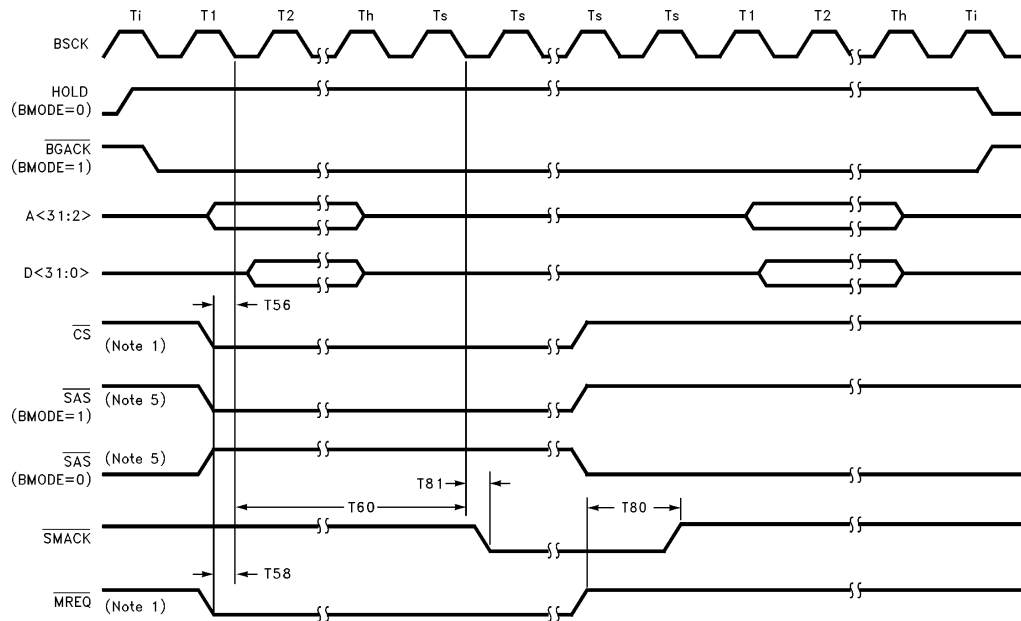 Ti T1 T2 Th Ts Ts Ts Ts T1 T2 Th Ti
BSCK
HOLD
(BMODE=0)
BGACK
(BMODE=1)
A<31:2>
D<31:0>
T56
CS (Note 1)
SAS (Note 5)
(BMODE=1)
SAS (Note 5)
(BMODE=0)
T81
T60
T80
SMACK
T58
MREQ (Note 1)